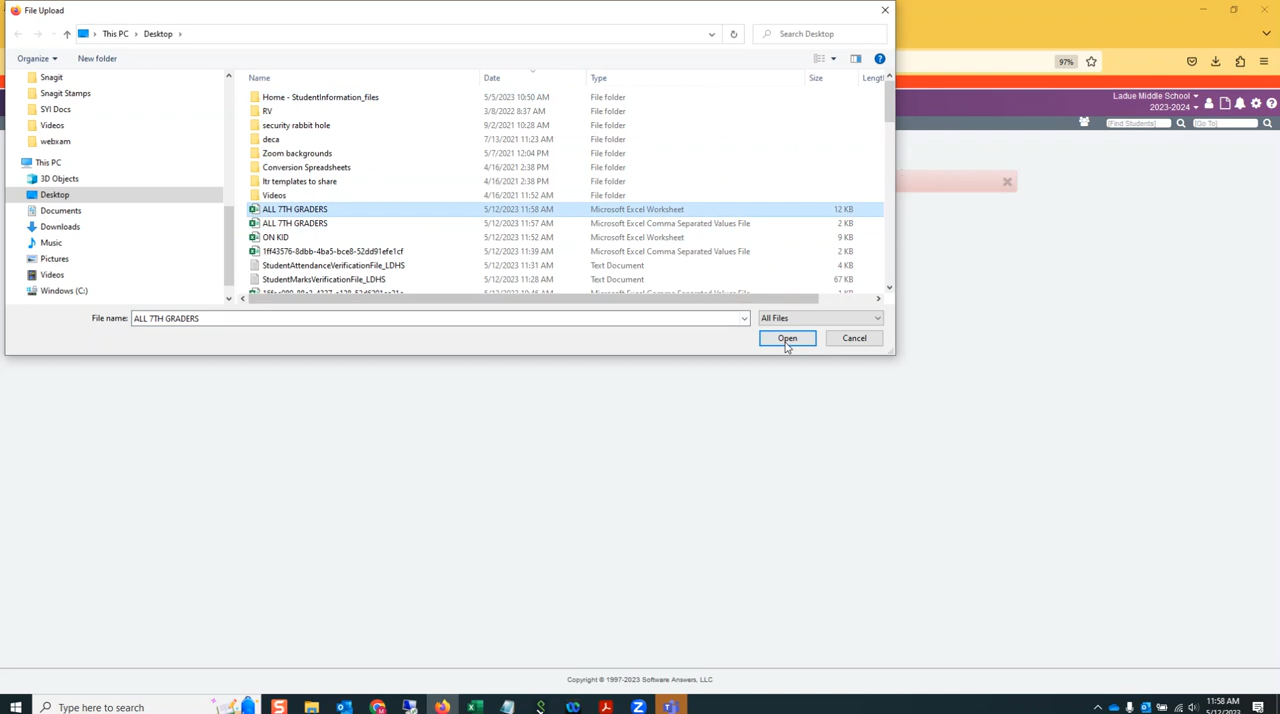 File Upload
This PC > Desktop >
Search Desktop
97%
Organize
New folder
Name
Date
Type
Size
Lengtl
Snagit
Snagit Stamps
SYI Docs
Videos
webxam
This PC
3D Objects
Desktop
Documents
Downloads
Music
Pictures
Videos
Windows (C:)
Home - StudentInformation_files 5/5/2023 10:50 AM File folder
RV 3/8/2022 8:37 AM File folder
security rabbit hole 9/2/2021 10:28 AM File folder
deca 7/13/2021 11:23 AM File folder
Zoom backgrounds 5/7/2021 12:04 PM File folder
Conversion Spreadsheets 4/16/2021 2:38 PM File folder
ltr templates to share 4/16/2021 2:38 PM File folder
Videos 4/16/2021 11:52 AM File folder
ALL 7TH GRADERS 5/12/2023 11:58 AM Microsoft Excel Worksheet 12 KB
ALL 7TH GRADERS 5/12/2023 11:57 AM Microsoft Excel Comma Separated Values File 2 KB
ON KID 5/12/2023 11:52 AM Microsoft Excel Worksheet 9 KB
1ff43576-8dbb-4ba5-bce8-52dd91efe1cf 5/12/2023 11:39 AM Microsoft Excel Comma Separated Values File 2 KB
StudentAttendanceVerificationFile_LDHS 5/12/2023 11:31 AM Text Document 4 KB
StudentMarksVerificationFile_LDHS 5/12/2023 11:28 AM Text Document 67 KB
File name: ALL 7TH GRADERS
All Files
Open
Cancel
Ladue Middle School
2023-2024
[Find Students]
[Go To]
Copyright © 1997-2023 Software Answers, LLC
Type here to search
11:58 AM
5/12/2023